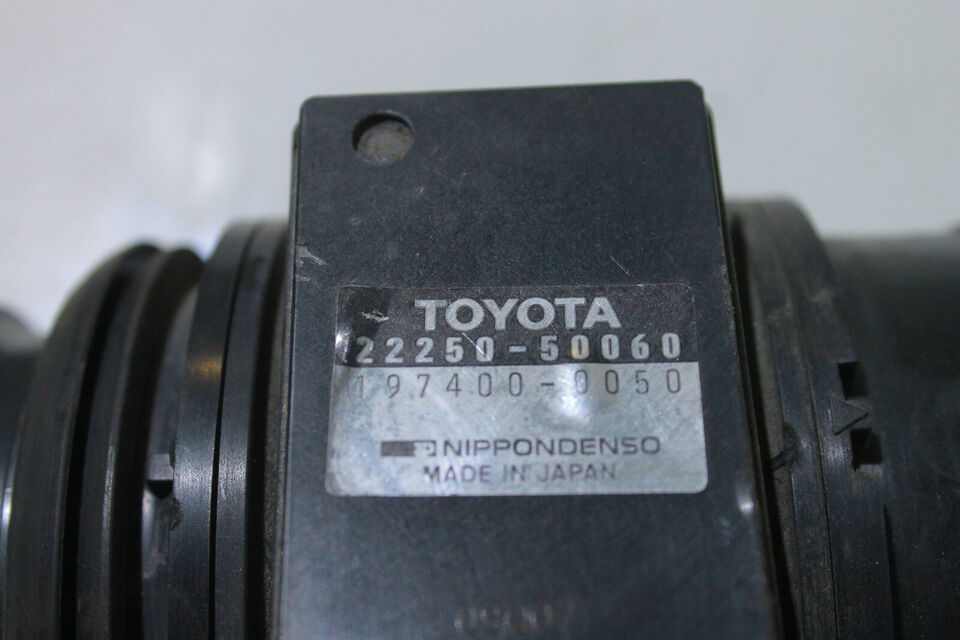 TOYOTA
22250-50060
197400-0050
NIPPONDENSO
MADE IN JAPAN